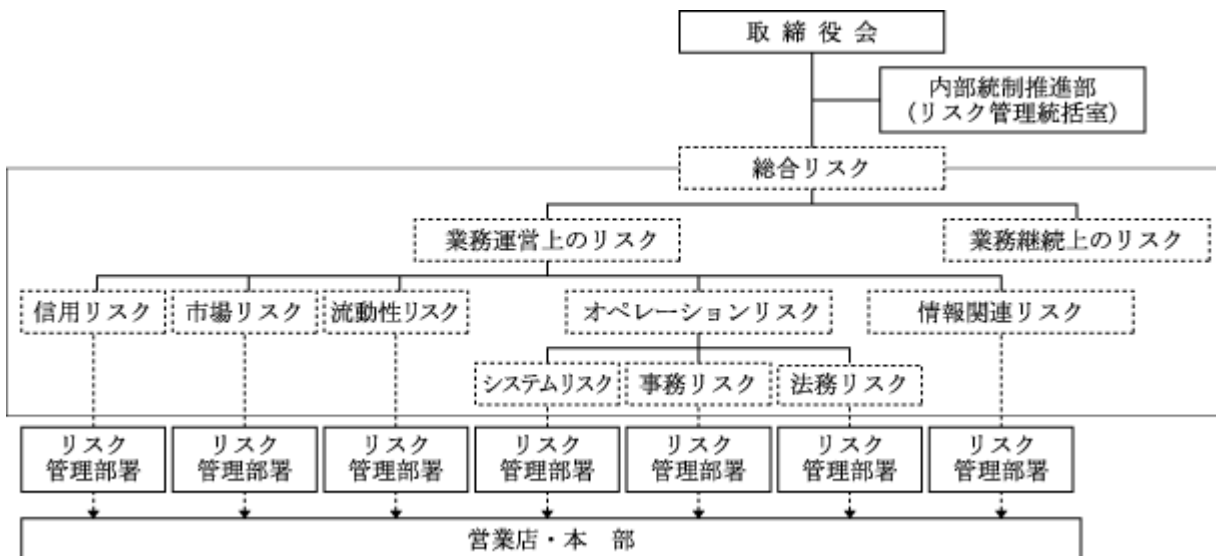 取締役会
内部統制推進部
（リスク管理統括室）
総合リスク
業務運営上のリスク
業務継続上のリスク
信用リスク
市場リスク
流動性リスク
オペレーションリスク
情報関連リスク
システムリスク
事務リスク
法務リスク
リスク
管理部署
リスク
管理部署
リスク
管理部署
リスク
管理部署
リスク
管理部署
リスク
管理部署
リスク
管理部署
営業店・本　部